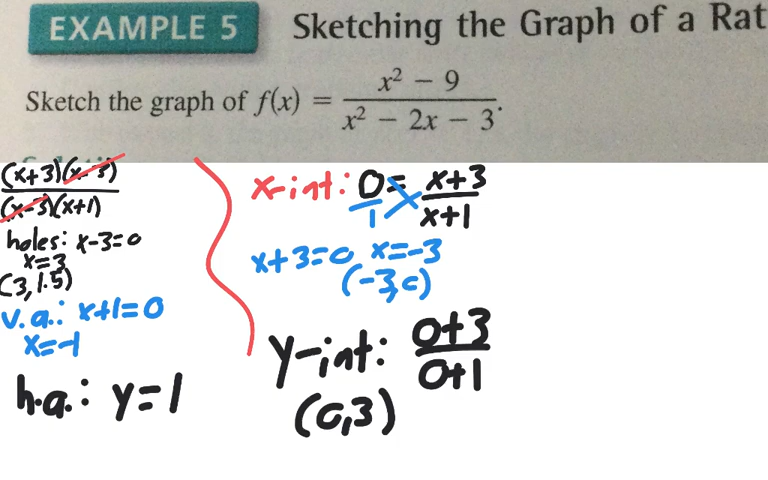 EXAMPLE 5 Sketching the Graph of a Rat
Sketch the graph of f(x) = (x² − 9)/(x² − 2x − 3).
(x+3)(x-3)
(x-3)(x+1)
holes: x-3=0
x=3
(3, 1.5)
v.a.: x+1=0
x=-1
h.a.: y=1
x-int: 0/1 = (x+3)/(x+1)
x+3=0 x=-3
(-3,0)
y-int: (0+3)/(0+1)
(0,3)